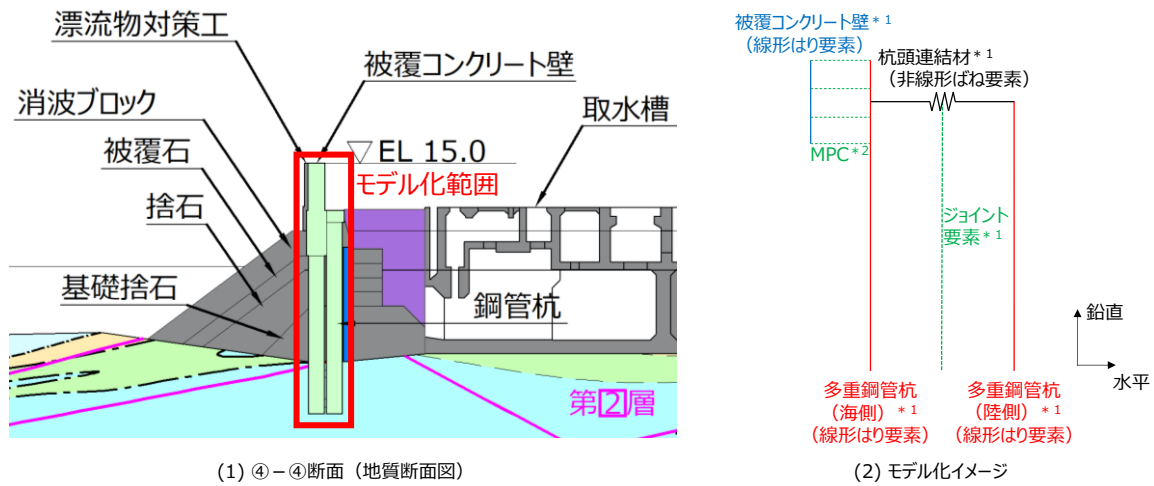 漂流物対策工
被覆コンクリート壁
消波ブロック
取水槽
▽ EL 15.0
被覆石
モデル化範囲
捨石
基礎捨石
鋼管杭
第2層
(1) ④－④断面（地質断面図）
被覆コンクリート壁＊1
（線形はり要素）
杭頭連結材＊1
（非線形ばね要素）
MPC＊2
ジョイント
要素＊1
鉛直
水平
多重鋼管杭
（海側）＊1
（線形はり要素）
多重鋼管杭
（陸側）＊1
（線形はり要素）
(2) モデル化イメージ